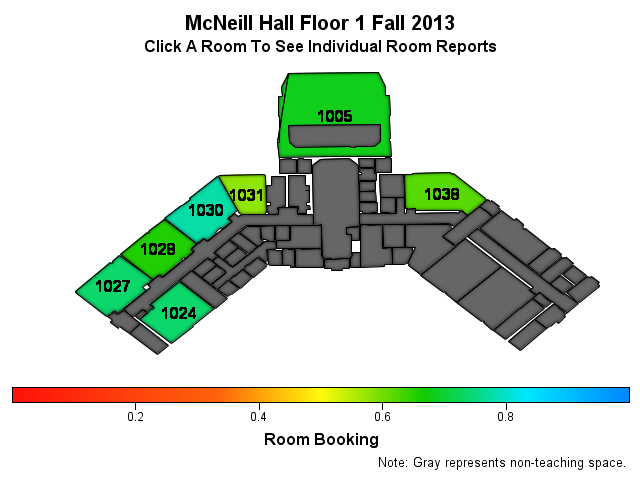 McNeill Hall Floor 1 Fall 2013
Click A Room To See Individual Room Reports
1005
1031
1038
1030
1028
1027
1024
0.2 0.4 0.6 0.8
Room Booking
Note: Gray represents non-teaching space.